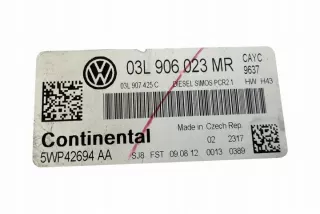 03L 906 023 MR CAYC
9637
03L 907 425 C DIESEL SIMOS PCR2.1 HW H43
Made in Czech Rep.
Continental 02 2317
5WP42694 AA SJ8 FST 09 08 12 0013 0389